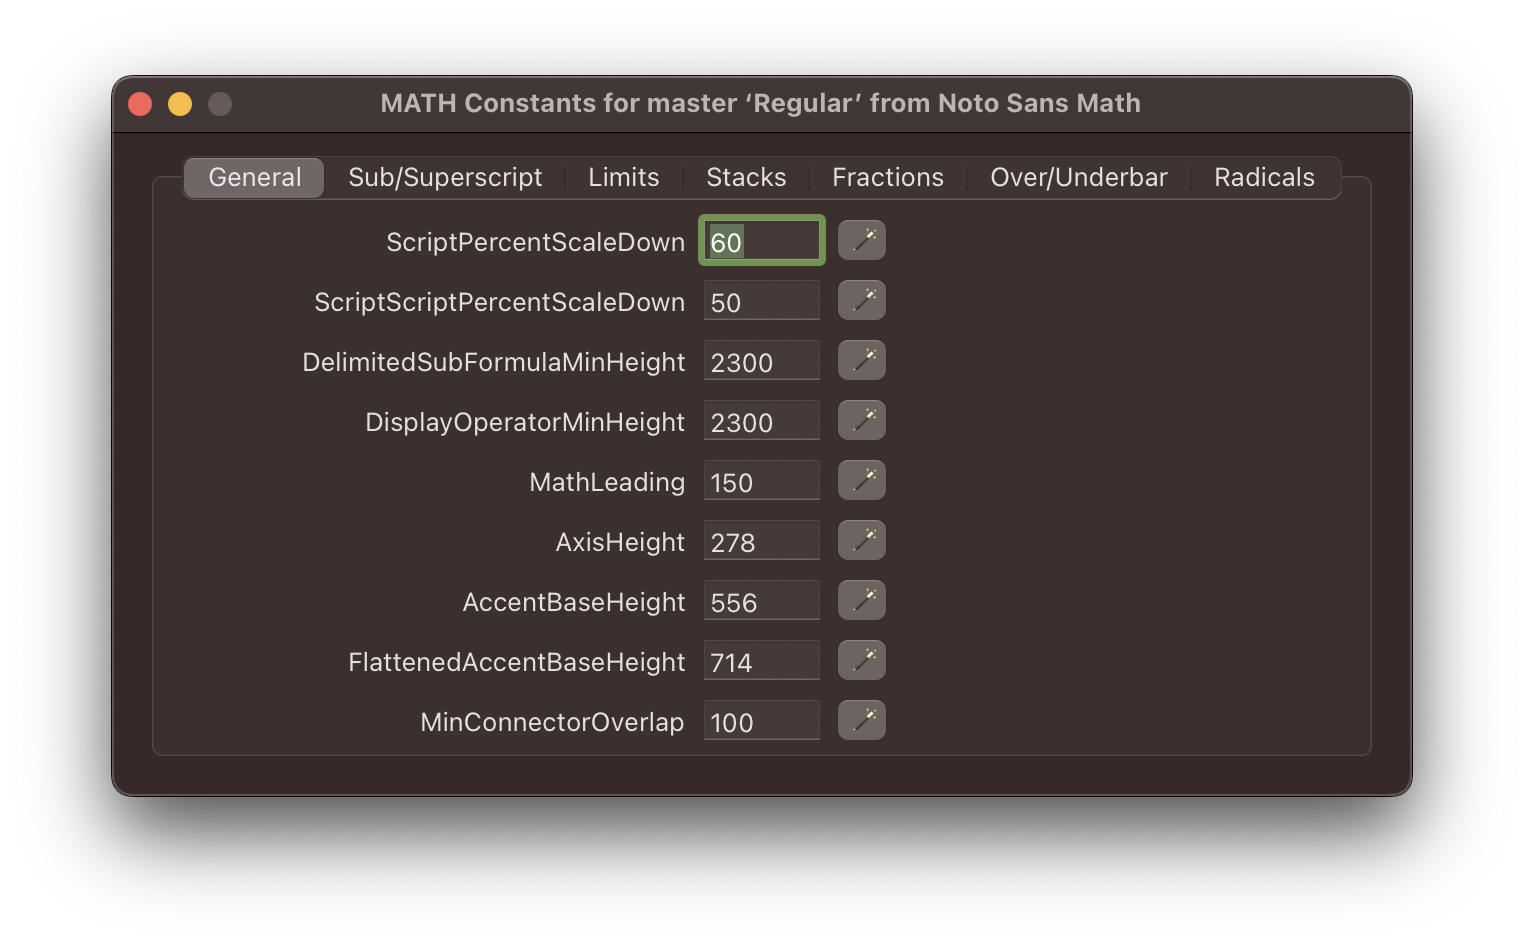 MATH Constants for master ‘Regular’ from Noto Sans Math
General Sub/Superscript Limits Stacks Fractions Over/Underbar Radicals
ScriptPercentScaleDown 60
ScriptScriptPercentScaleDown 50
DelimitedSubFormulaMinHeight 2300
DisplayOperatorMinHeight 2300
MathLeading 150
AxisHeight 278
AccentBaseHeight 556
FlattenedAccentBaseHeight 714
MinConnectorOverlap 100